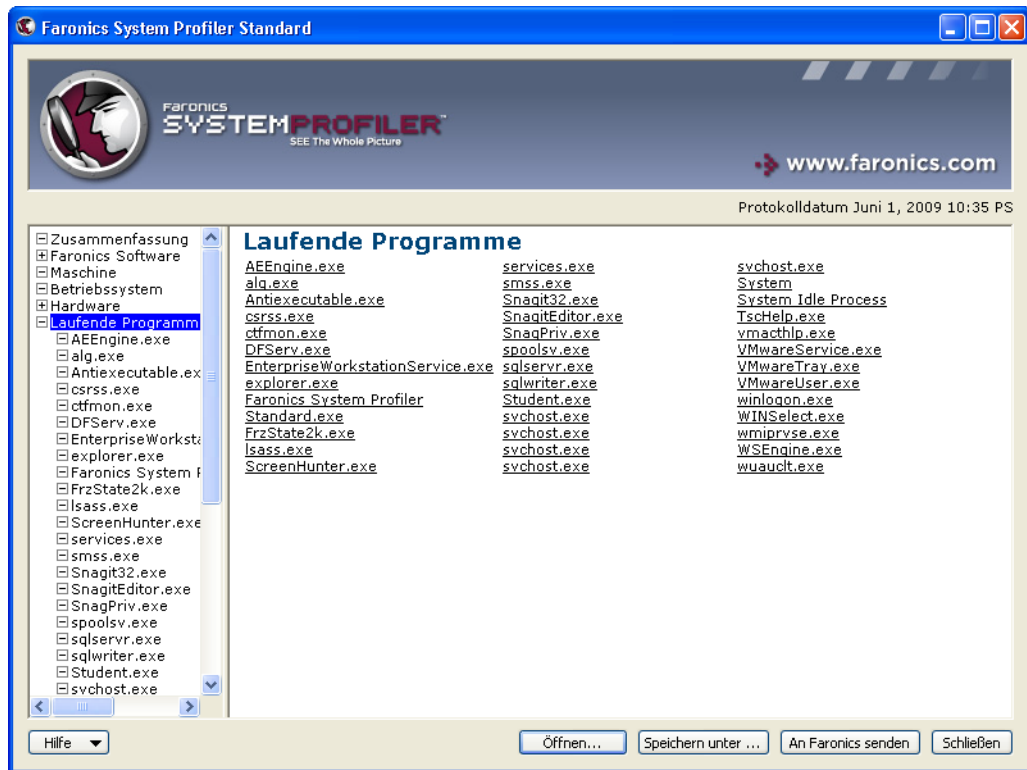 Faronics System Profiler Standard
Faronics
SYSTEMPROFILER™
SEE The Whole Picture
www.faronics.com
Protokolldatum Juni 1, 2009 10:35 PS
Zusammenfassung
Faronics Software
Maschine
Betriebssystem
Hardware
Laufende Programm
AEEngine.exe
alg.exe
Antiexecutable.ex
csrss.exe
ctfmon.exe
DFServ.exe
EnterpriseWorksta
explorer.exe
Faronics System P
FrzState2k.exe
lsass.exe
ScreenHunter.exe
services.exe
smss.exe
Snagit32.exe
SnagitEditor.exe
SnagPriv.exe
spoolsv.exe
sqlservr.exe
sqlwriter.exe
Student.exe
svchost.exe
Laufende Programme
AEEngine.exe
alg.exe
Antiexecutable.exe
csrss.exe
ctfmon.exe
DFServ.exe
EnterpriseWorkstationService.exe
explorer.exe
Faronics System Profiler
Standard.exe
FrzState2k.exe
lsass.exe
ScreenHunter.exe
services.exe
smss.exe
Snagit32.exe
SnagitEditor.exe
SnagPriv.exe
spoolsv.exe
sqlservr.exe
sqlwriter.exe
Student.exe
svchost.exe
svchost.exe
svchost.exe
svchost.exe
svchost.exe
System
System Idle Process
TscHelp.exe
vmacthlp.exe
VMwareService.exe
VMwareTray.exe
VMwareUser.exe
winlogon.exe
WINSelect.exe
wmiprvse.exe
WSEngine.exe
wuauclt.exe
Hilfe
Öffnen...
Speichern unter ...
An Faronics senden
Schließen